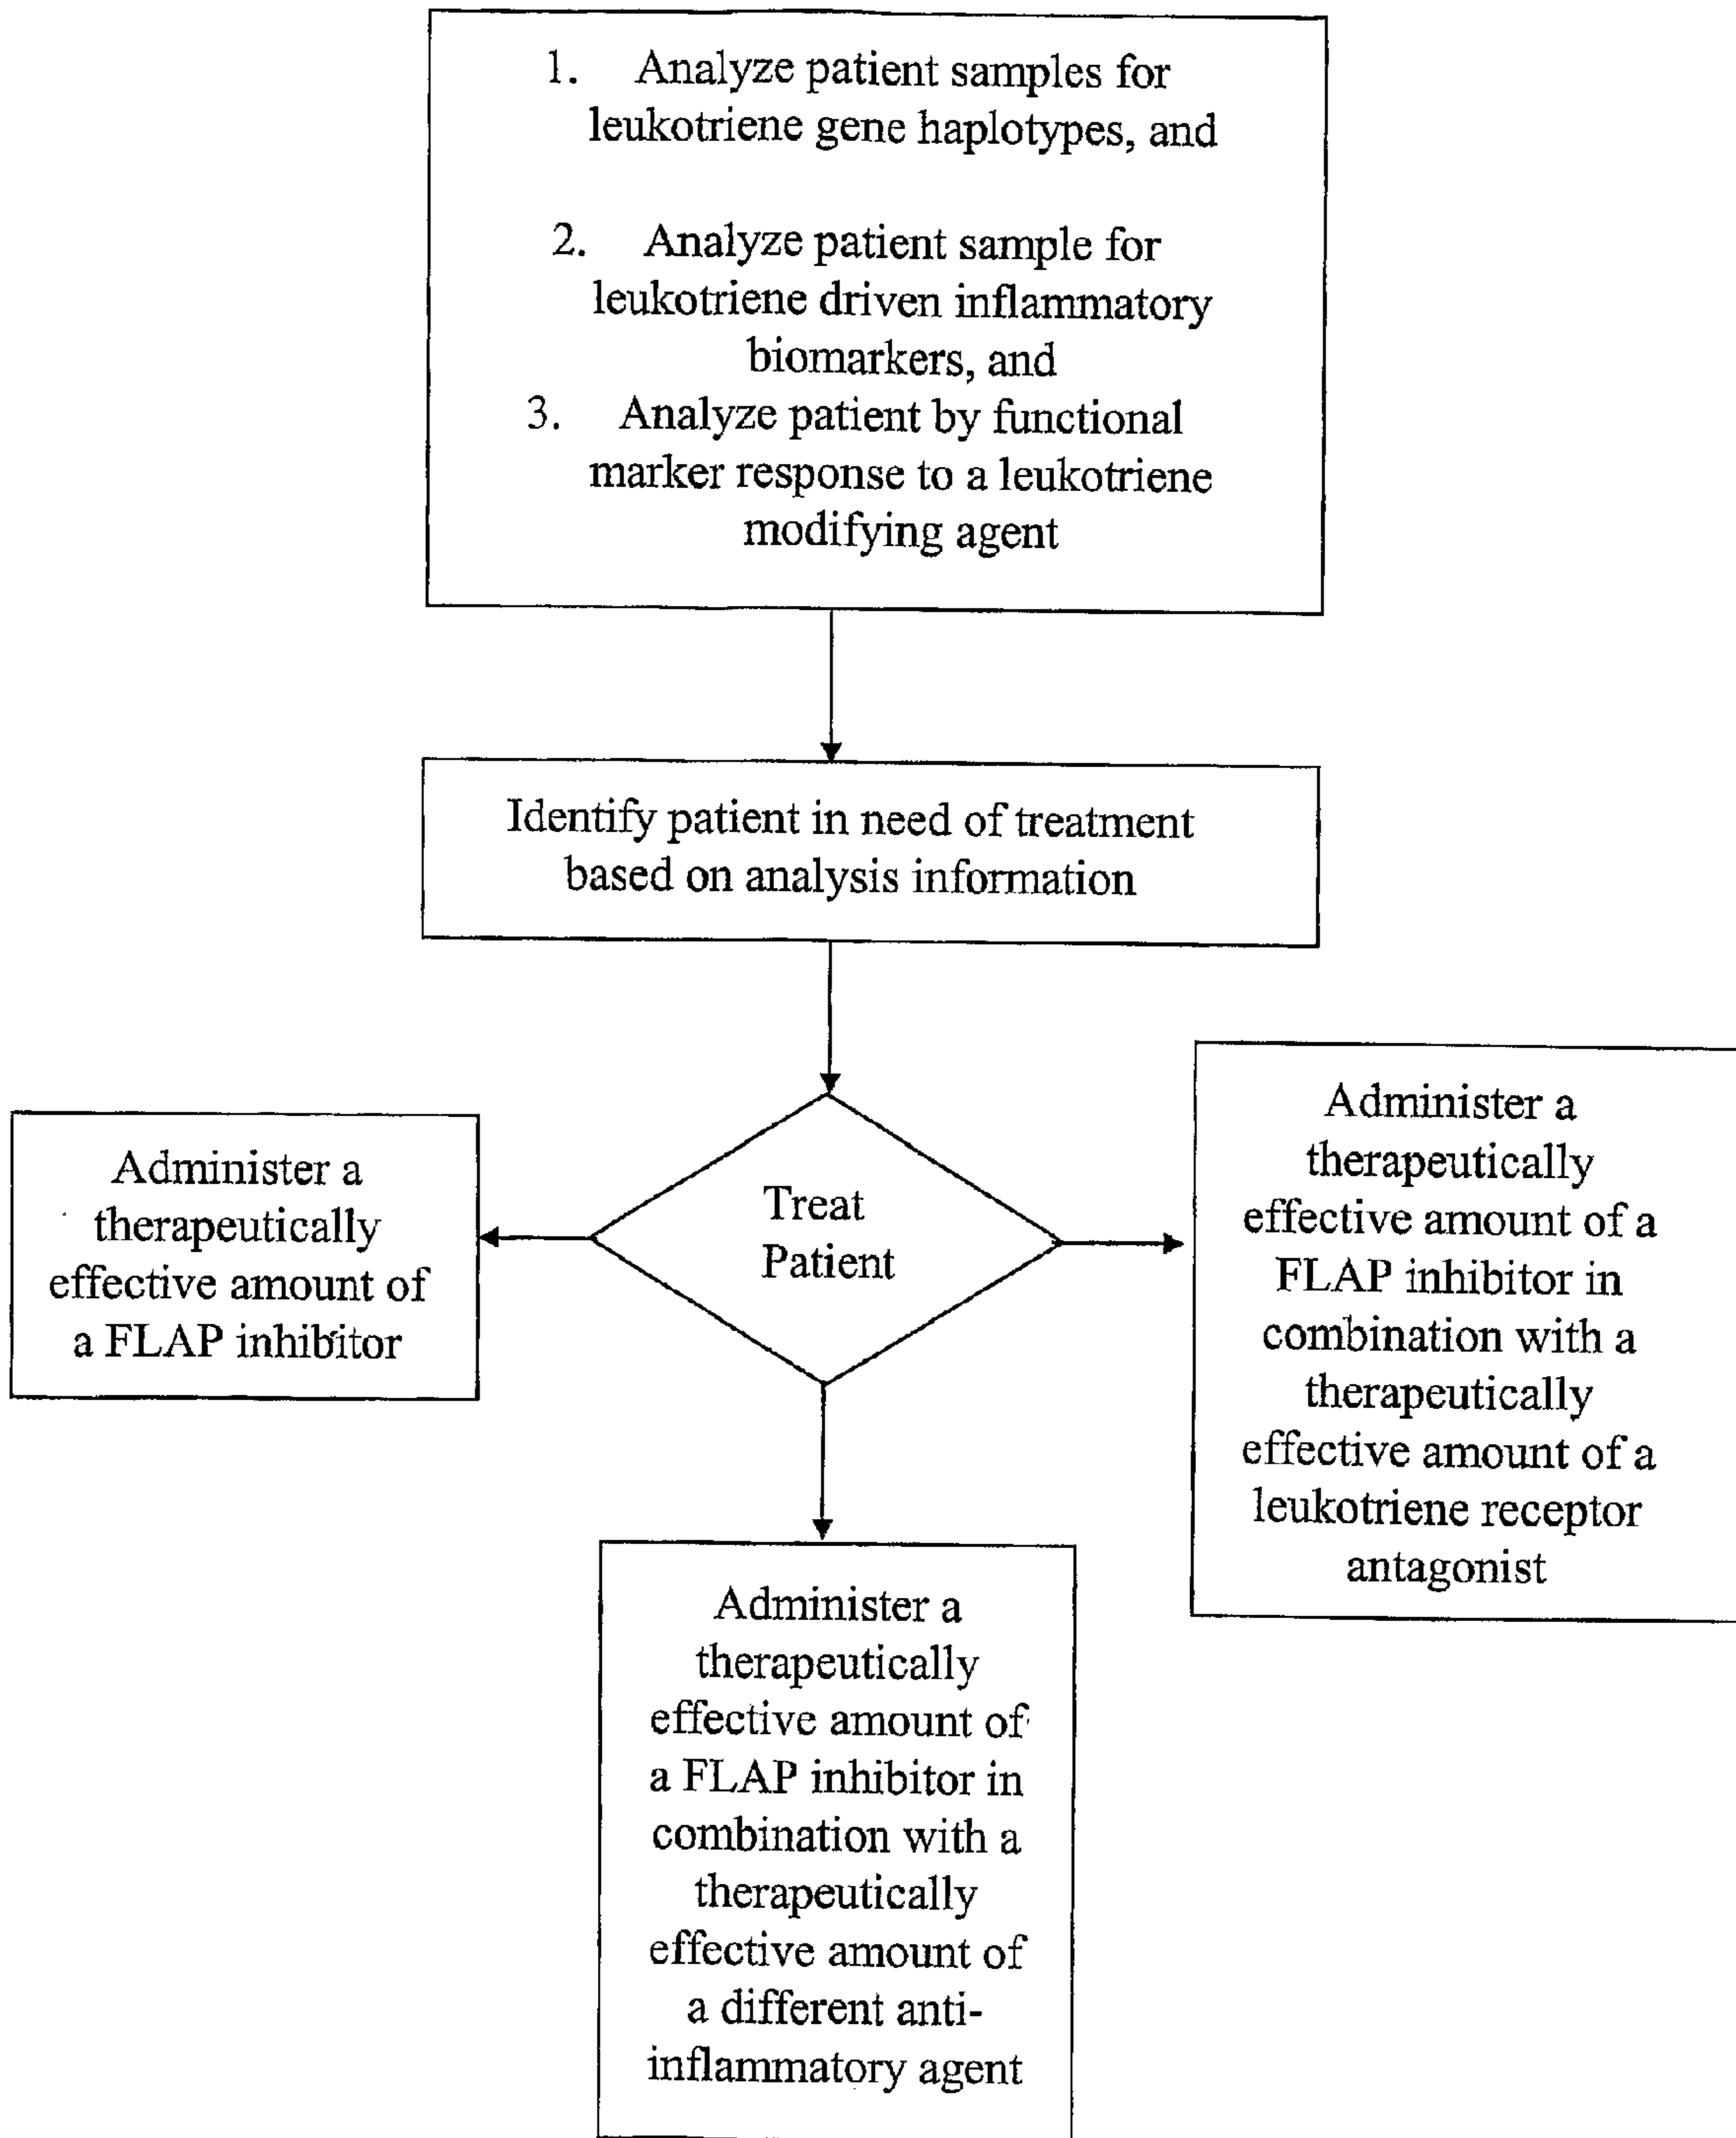 1. Analyze patient samples for
leukotriene gene haplotypes, and
2. Analyze patient sample for
leukotriene driven inflammatory
biomarkers, and
3. Analyze patient by functional
marker response to a leukotriene
modifying agent
Identify patient in need of treatment
based on analysis information
Treat
Patient
Administer a
therapeutically
effective amount of
a FLAP inhibitor
Administer a
therapeutically
effective amount of a
FLAP inhibitor in
combination with a
therapeutically
effective amount of a
leukotriene receptor
antagonist
Administer a
therapeutically
effective amount of
a FLAP inhibitor in
combination with a
therapeutically
effective amount of
a different anti-
inflammatory agent